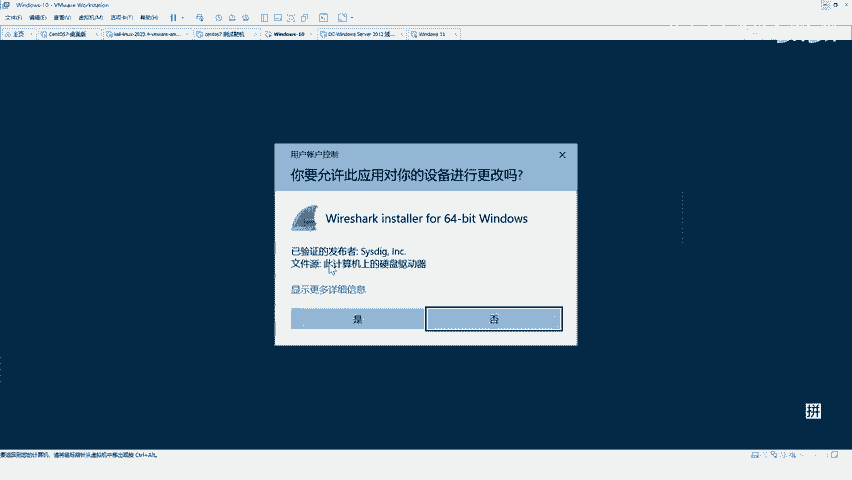 Windows-10 - VMware Workstation
文件(F) 编辑(E) 查看(V) 虚拟机(M) 选项卡(T) 帮助(H)
主页 CentOS7-桌面版 kali-linux-2023.4-vmware-am... centos7 测试靶机 Windows-10 DC-Windows Server 2012 域... Windows 11
用户帐户控制
你要允许此应用对你的设备进行更改吗?
Wireshark installer for 64-bit Windows
已验证的发布者: Sysdig, Inc.
文件源: 此计算机上的硬盘驱动器
显示更多详细信息
是 否
拼
要返回到您的计算机，请将鼠标指针从虚拟机中移出或按 Ctrl+Alt。